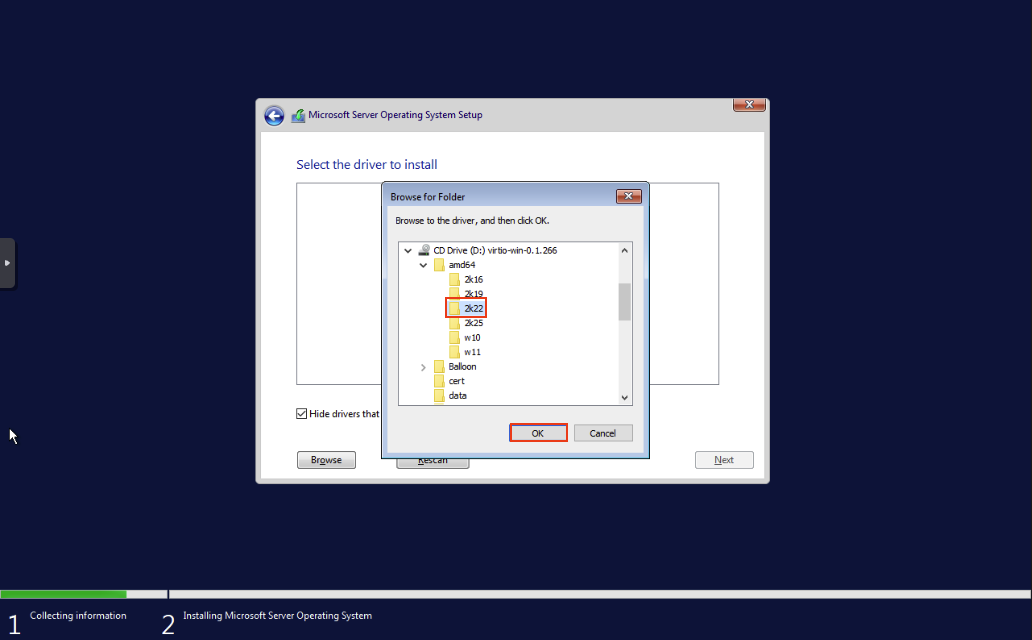 Microsoft Server Operating System Setup
Select the driver to install
Browse for Folder
Browse to the driver, and then click OK.
CD Drive (D:) virtio-win-0.1.266
amd64
2k16
2k19
2k22
2k25
w10
w11
Balloon
cert
data
OK
Cancel
Hide drivers that
Browse
Rescan
Next
1 Collecting information
2 Installing Microsoft Server Operating System